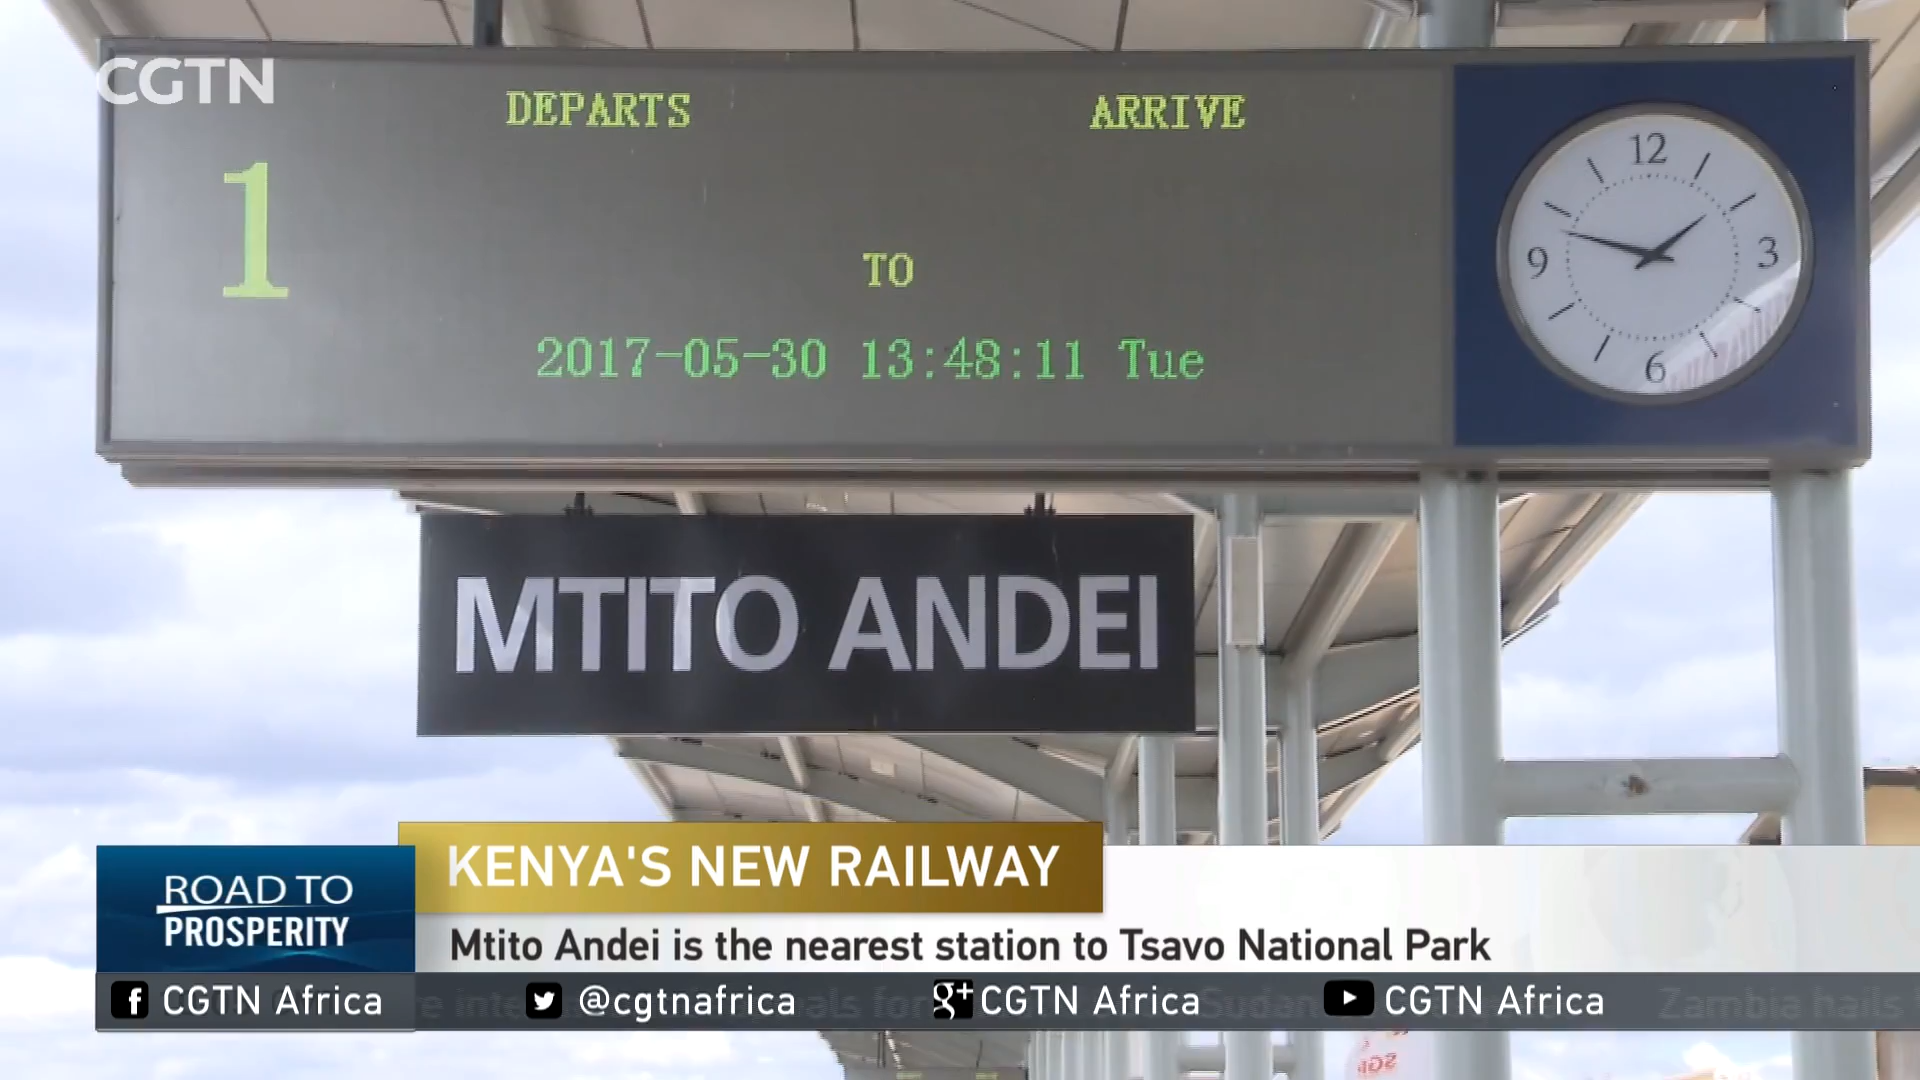 CGTN
DEPARTS ARRIVE
1
TO
2017-05-30 13:48:11 Tue
12
9 3
6
MTITO ANDEI
KENYA'S NEW RAILWAY
ROAD TO
PROSPERITY
Mtito Andei is the nearest station to Tsavo National Park
CGTN Africa @cgtnafrica g+ CGTN Africa CGTN Africa
Zambia hails